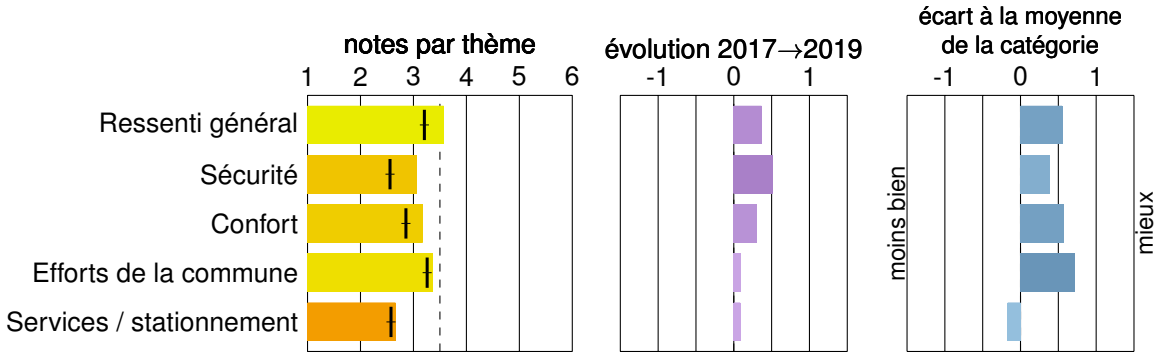 notes par thème
évolution 2017→2019
écart à la moyenne
de la catégorie
1 2 3 4 5 6
-1 0 1
-1 0 1
Ressenti général
Sécurité
Confort
Efforts de la commune
Services / stationnement
moins bien
mieux